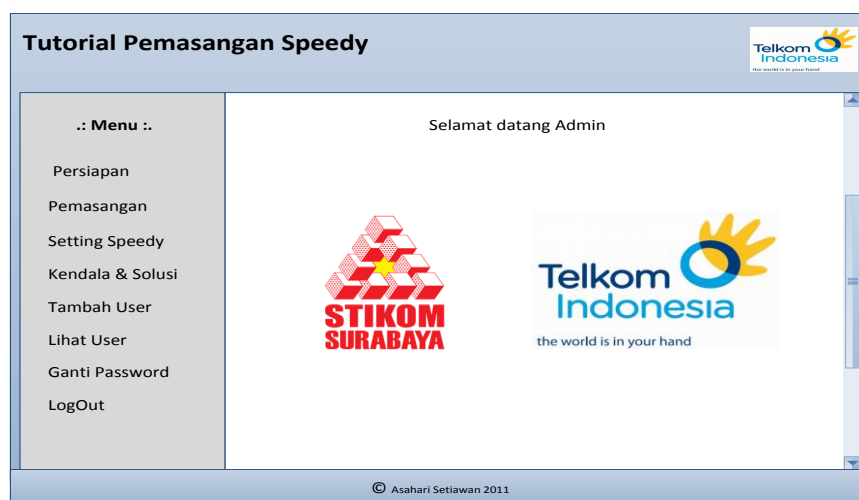 Tutorial Pemasangan Speedy
Telkom
Indonesia
the world is in your hand
.: Menu :.
Persiapan
Pemasangan
Setting Speedy
Kendala & Solusi
Tambah User
Lihat User
Ganti Password
LogOut
Selamat datang Admin
STIKOM
SURABAYA
Telkom
Indonesia
the world is in your hand
© Asahari Setiawan 2011